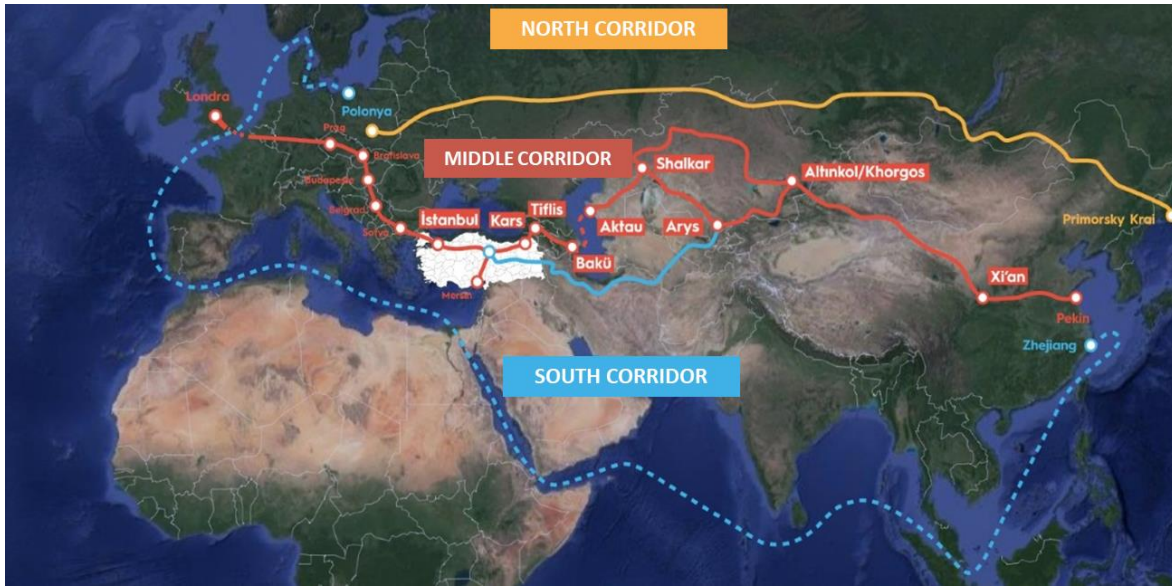 NORTH CORRIDOR
Londra
Polonya
Prag
Bratislava
MIDDLE CORRIDOR
Shalkar
Altınkol/Khorgos
Budapeşte
Belgrad
Sofya
İstanbul
Kars
Tiflis
Aktau
Arys
Primorsky Krai
Bakü
Mersin
Xi'an
Pekin
Zhejiang
SOUTH CORRIDOR